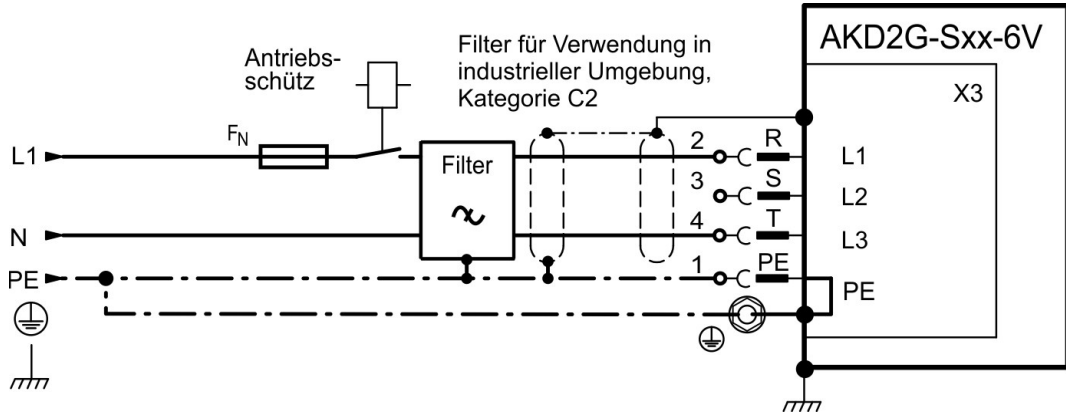 AKD2G-Sxx-6V
Antriebs-
schütz
Filter für Verwendung in
industrieller Umgebung,
Kategorie C2
X3
L1
FN
Filter
2
R
L1
3
S
L2
N
4
T
L3
PE
1
PE
PE